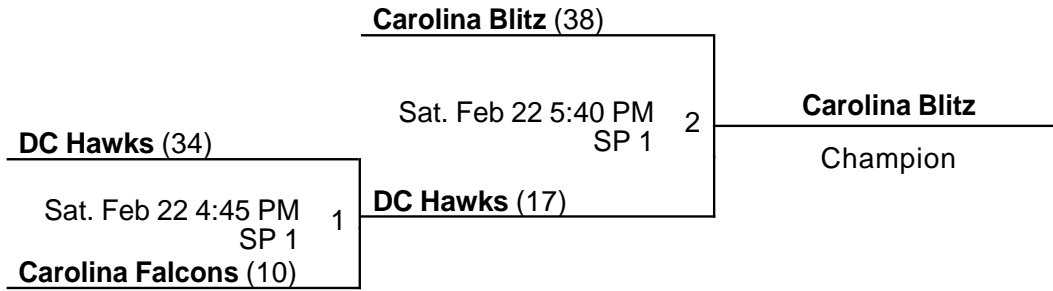 Carolina Blitz (38)
Sat. Feb 22 5:40 PM
SP 1
2
Carolina Blitz
Champion
DC Hawks (34)
Sat. Feb 22 4:45 PM
SP 1
1
DC Hawks (17)
Carolina Falcons (10)